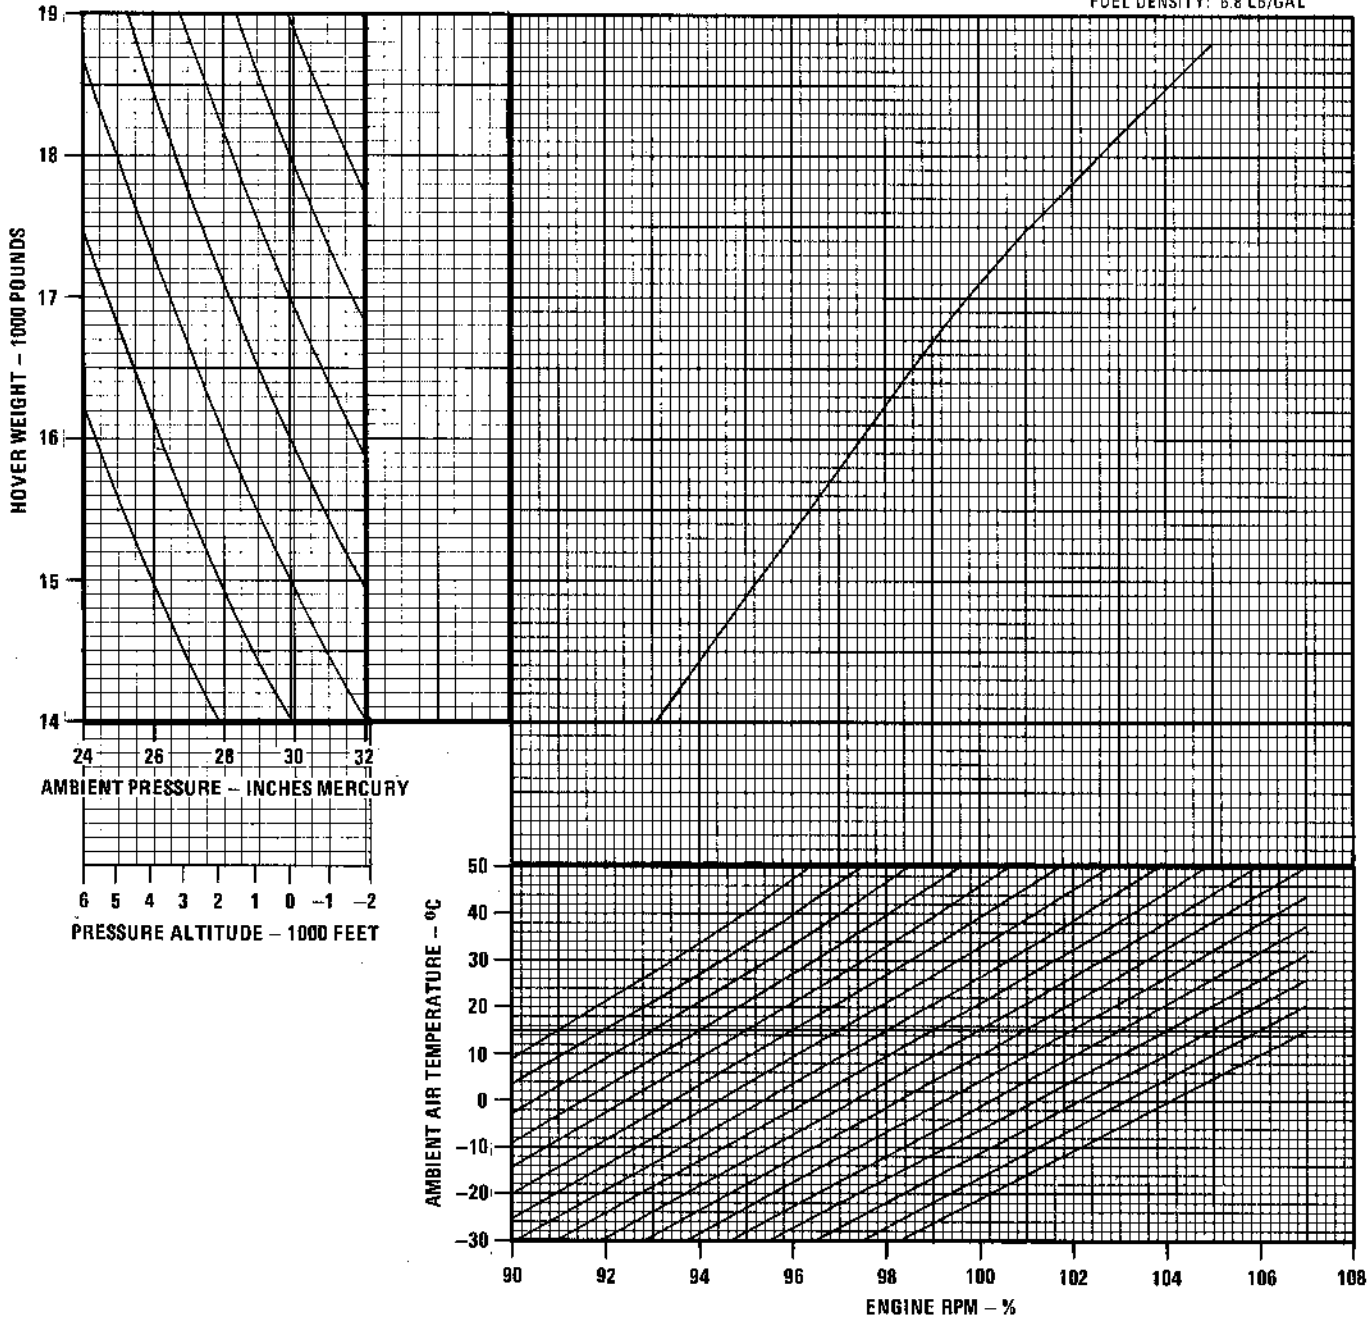 FUEL DENSITY: 6.8 LB/GAL
19
18
17
16
15
14
HOVER WEIGHT – 1000 POUNDS
24 26 28 30 32
AMBIENT PRESSURE – INCHES MERCURY
6 5 4 3 2 1 0 –1 –2
PRESSURE ALTITUDE – 1000 FEET
50
40
30
20
10
0
–10
–20
–30
AMBIENT AIR TEMPERATURE – ºC
90 92 94 96 98 100 102 104 106 108
ENGINE RPM – %